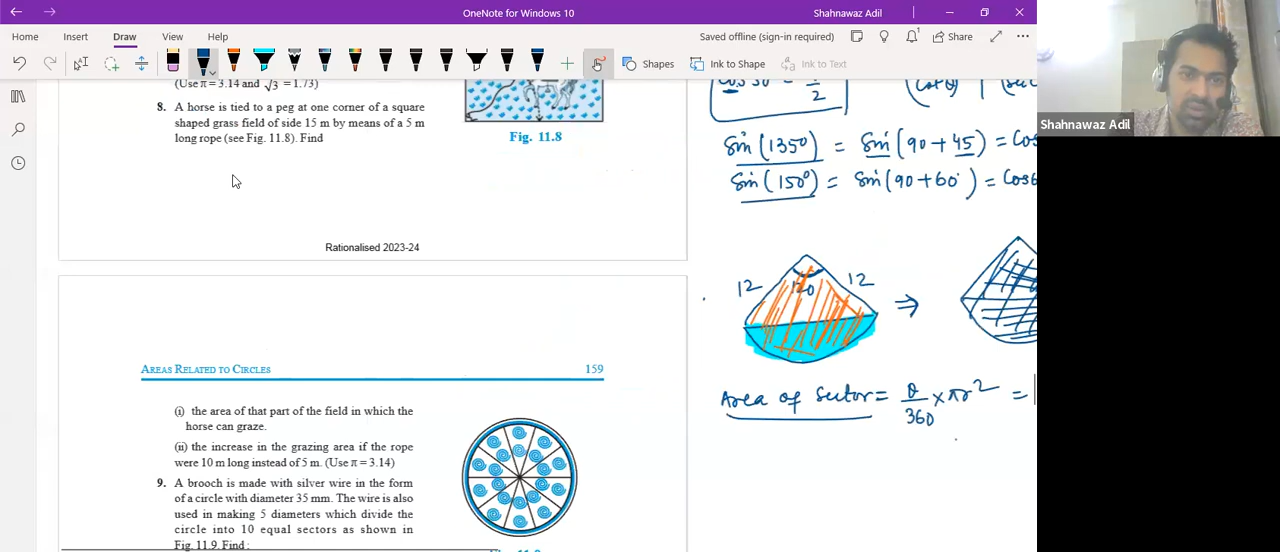 OneNote for Windows 10
Shahnawaz Adil
Home Insert Draw View Help
Saved offline (sign-in required)
Share
Shapes
Ink to Shape
Ink to Text
(Use π = 3.14 and √3 = 1.73)
8. A horse is tied to a peg at one corner of a square
shaped grass field of side 15 m by means of a 5 m
long rope (see Fig. 11.8). Find
Fig. 11.8
Rationalised 2023-24
AREAS RELATED TO CIRCLES 159
(i) the area of that part of the field in which the
horse can graze.
(ii) the increase in the grazing area if the rope
were 10 m long instead of 5 m. (Use π = 3.14)
9. A brooch is made with silver wire in the form
of a circle with diameter 35 mm. The wire is also
used in making 5 diameters which divide the
circle into 10 equal sectors as shown in
Fig. 11.9. Find :
Sin (135°) = Sin (90 + 45) = Cos
Sin (150°) = Sin (90 + 60°) = Cos6
12 120 12
⇒
Area of Sector = θ/360 × πr² =
Shahnawaz Adil